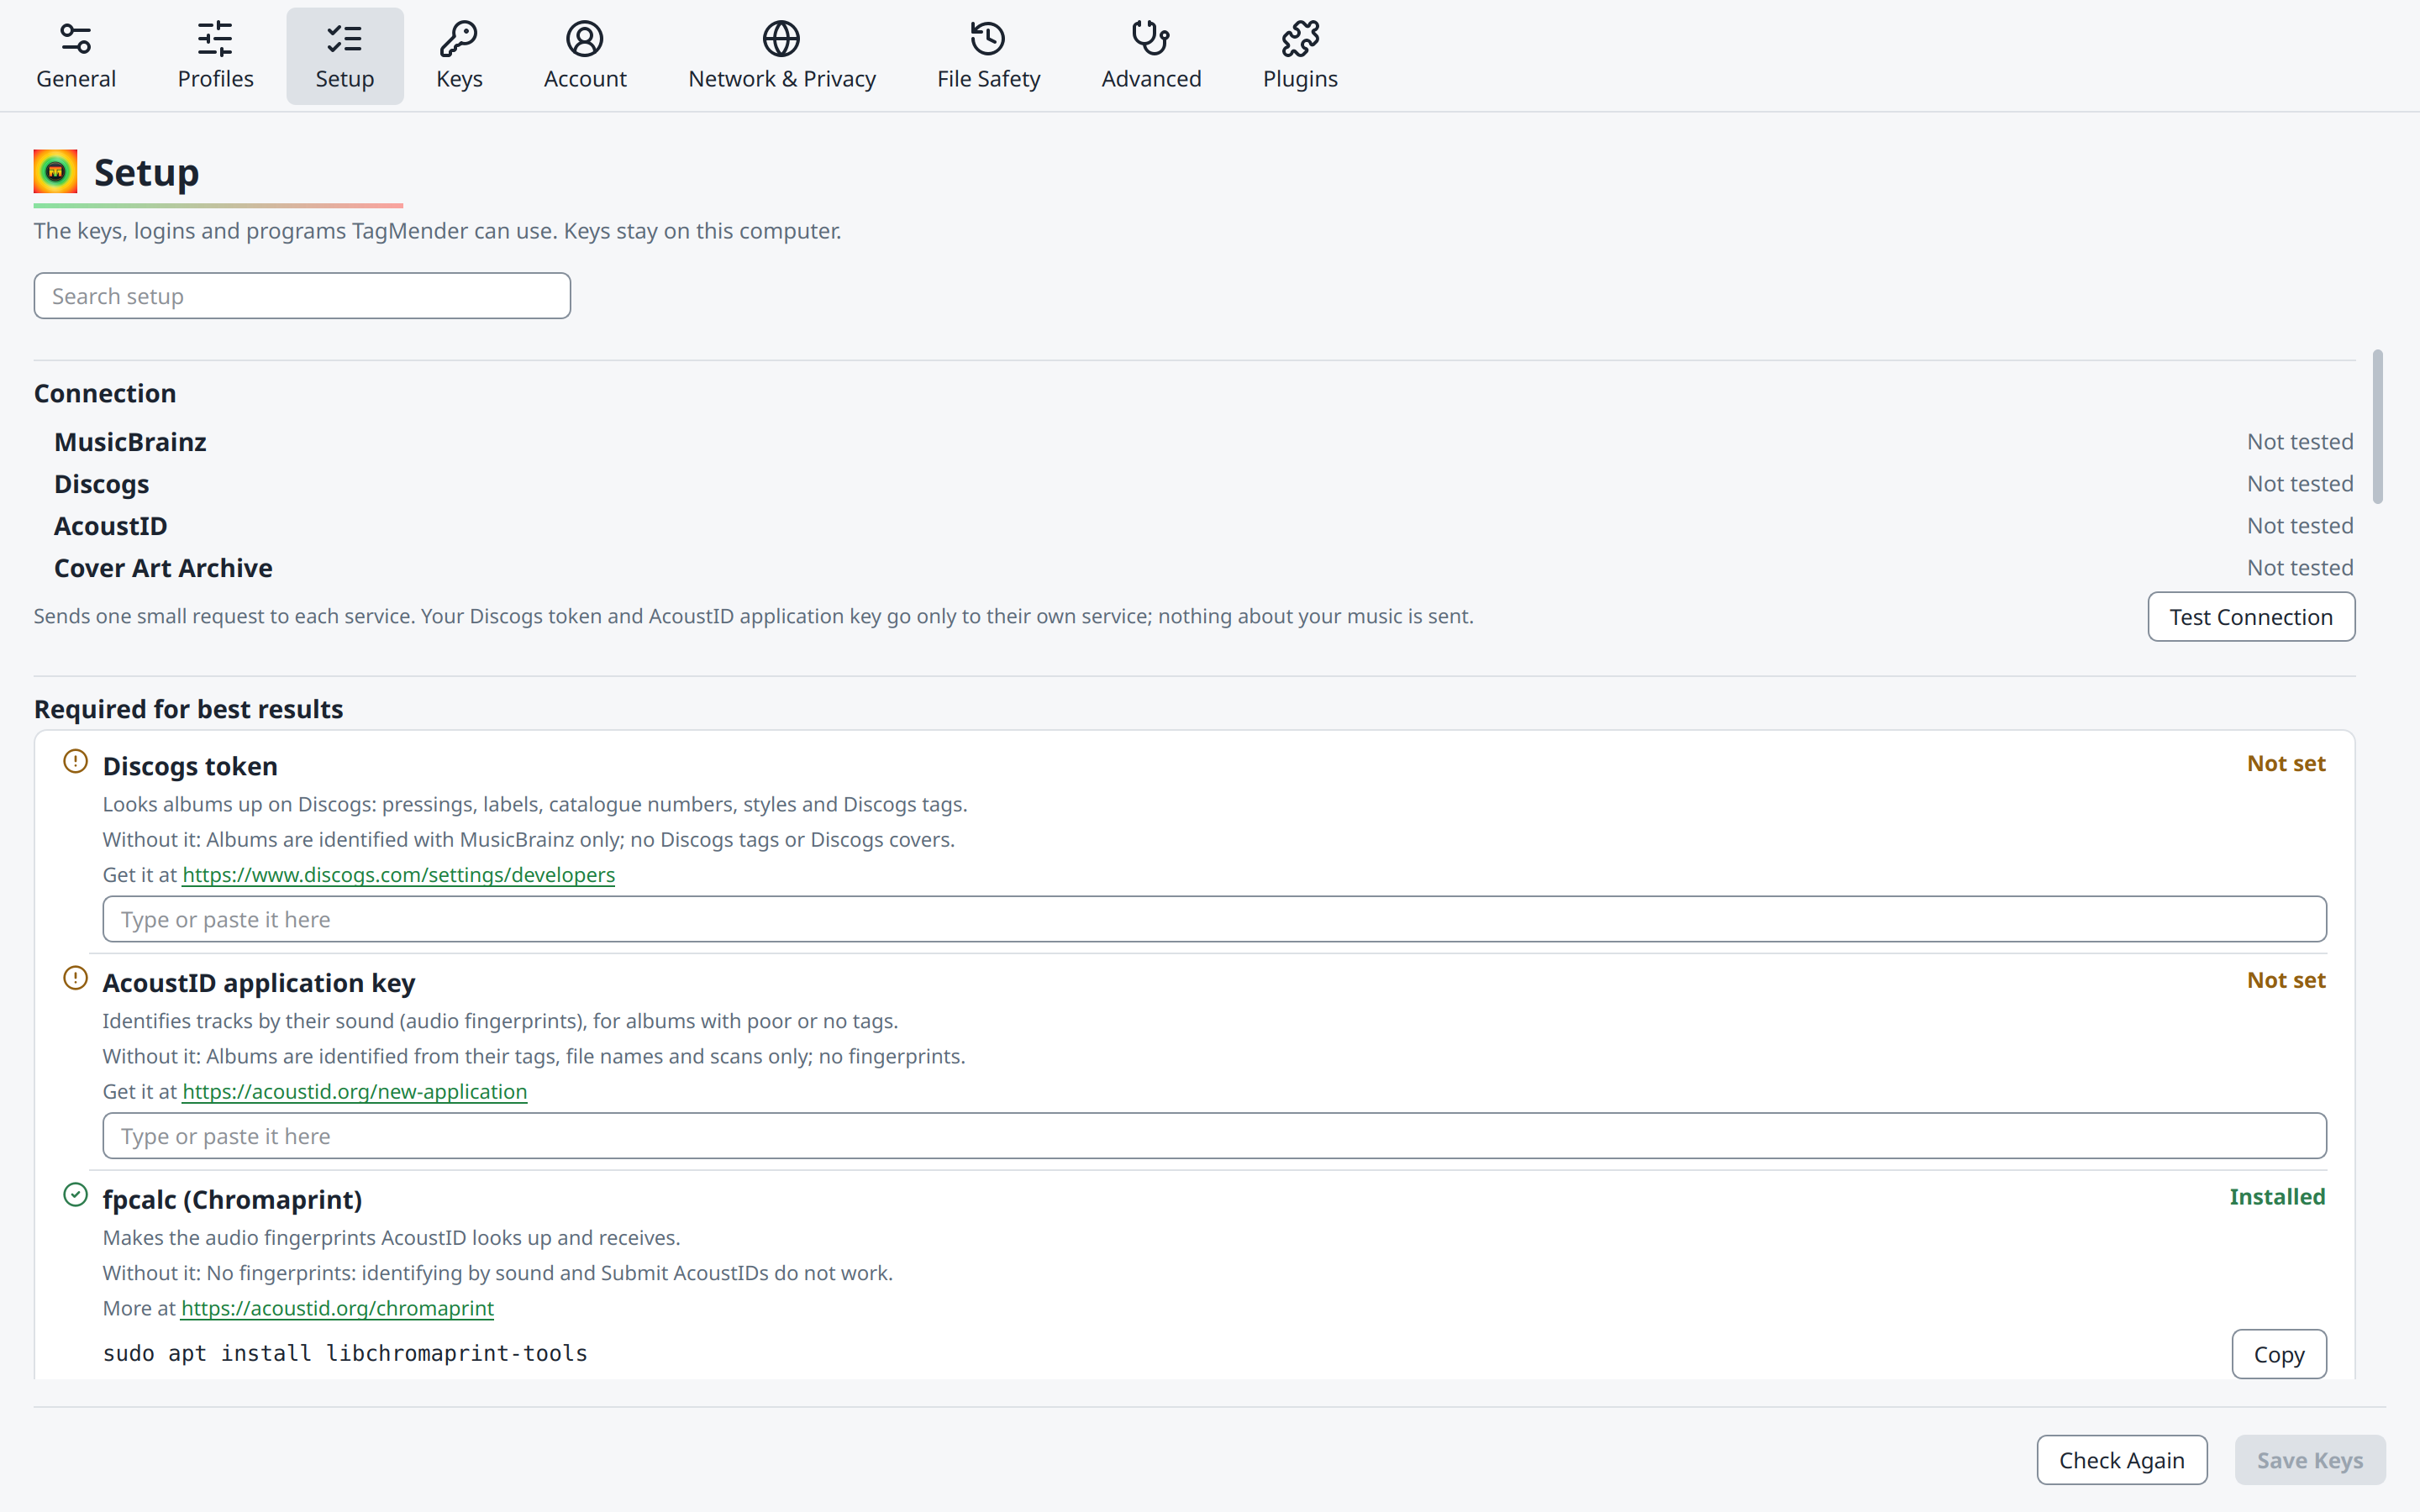 General
Profiles
Setup
Keys
Account
Network & Privacy
File Safety
Advanced
Plugins
Setup
The keys, logins and programs TagMender can use. Keys stay on this computer.
Search setup
Connection
MusicBrainz Not tested
Discogs Not tested
AcoustID Not tested
Cover Art Archive Not tested
Sends one small request to each service. Your Discogs token and AcoustID application key go only to their own service; nothing about your music is sent.
Test Connection
Required for best results
Discogs token Not set
Looks albums up on Discogs: pressings, labels, catalogue numbers, styles and Discogs tags.
Without it: Albums are identified with MusicBrainz only; no Discogs tags or Discogs covers.
Get it at https://www.discogs.com/settings/developers
Type or paste it here
AcoustID application key Not set
Identifies tracks by their sound (audio fingerprints), for albums with poor or no tags.
Without it: Albums are identified from their tags, file names and scans only; no fingerprints.
Get it at https://acoustid.org/new-application
Type or paste it here
fpcalc (Chromaprint) Installed
Makes the audio fingerprints AcoustID looks up and receives.
Without it: No fingerprints: identifying by sound and Submit AcoustIDs do not work.
More at https://acoustid.org/chromaprint
sudo apt install libchromaprint-tools
Copy
Check Again
Save Keys